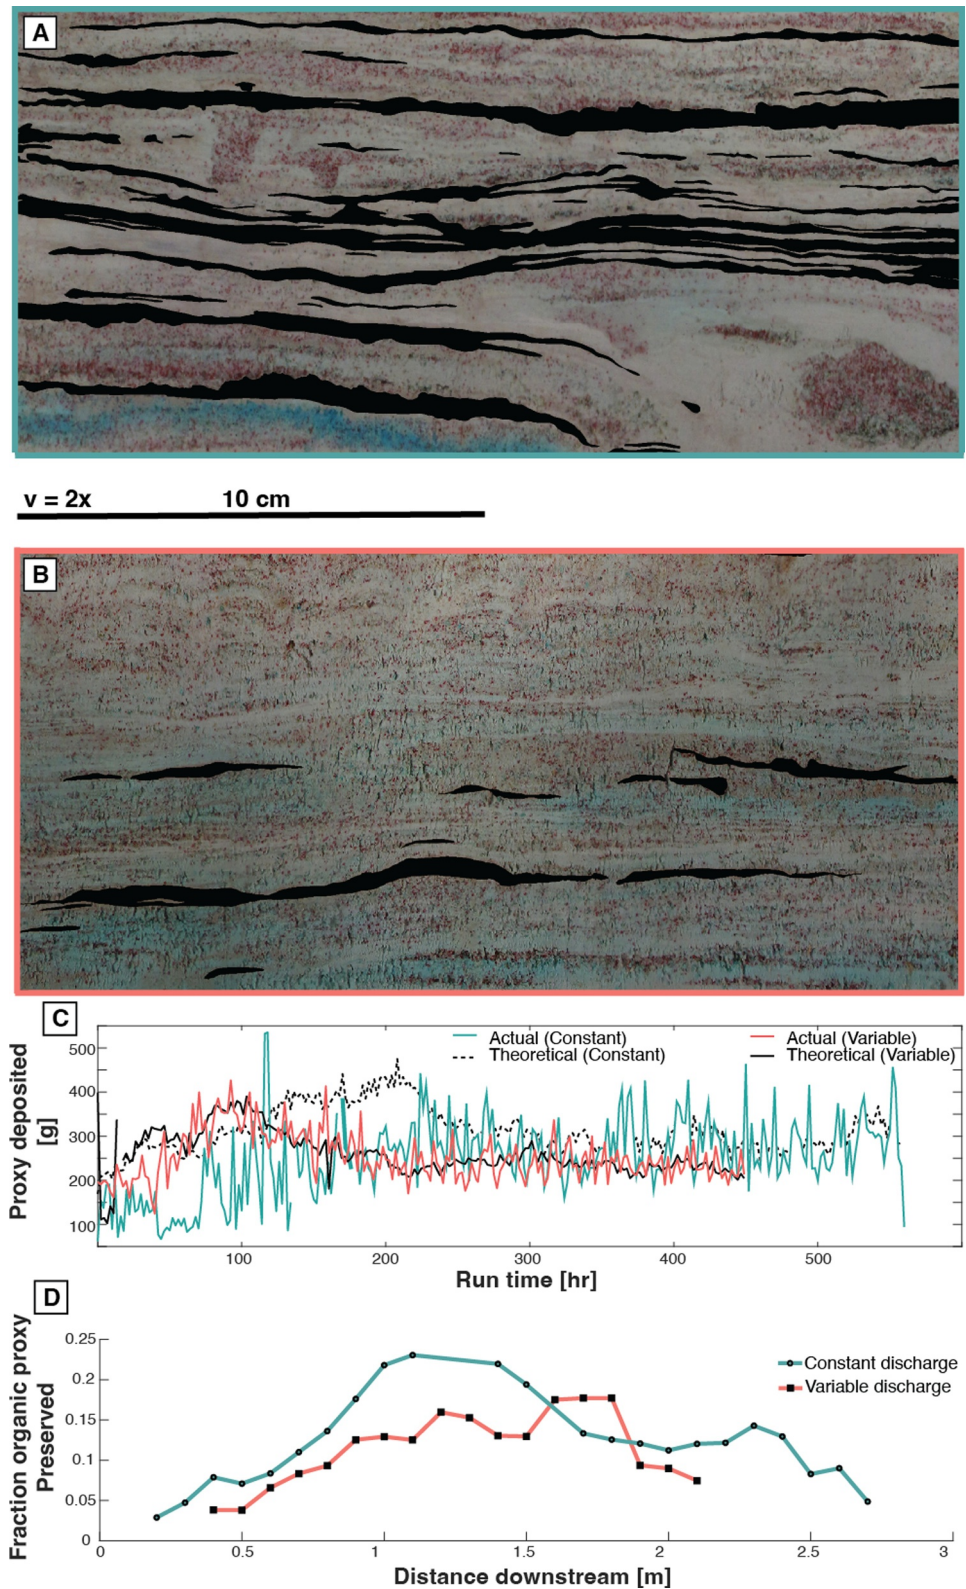 A
v = 2x 10 cm
B
C
Proxy deposited
[g]
500
400
300
200
100
Actual (Constant)
Theoretical (Constant)
Actual (Variable)
Theoretical (Variable)
100 200 300 400 500
Run time [hr]
D
Fraction organic proxy
Preserved
0.25
0.2
0.15
0.1
0.05
0
Constant discharge
Variable discharge
0 0.5 1 1.5 2 2.5 3
Distance downstream [m]